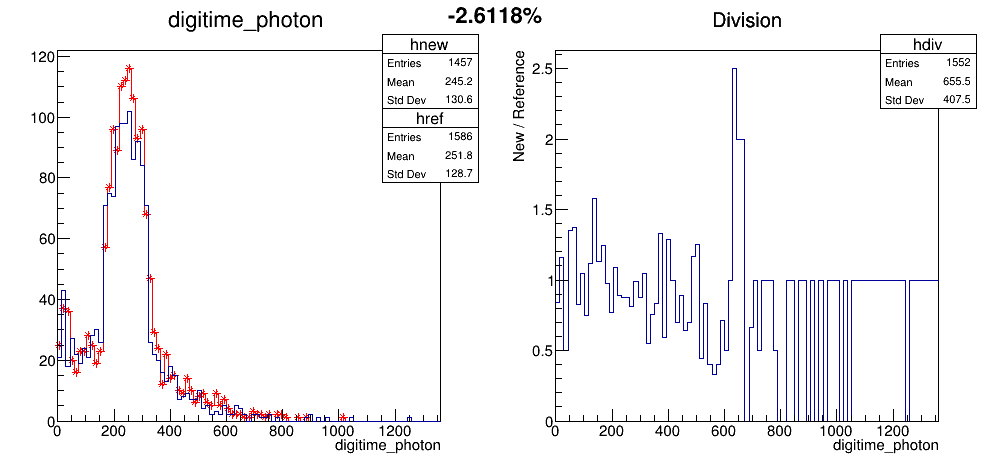 -2.6118%
digitime_photon
hnew
Entries 1457
Mean 245.2
Std Dev 130.6
href
Entries 1586
Mean 251.8
Std Dev 128.7
120
100
80
60
40
20
0
0 200 400 600 800 1000 1200
digitime_photon
Division
hdiv
Entries 1552
Mean 655.5
Std Dev 407.5
New / Reference
2.5
2
1.5
1
0.5
0
0 200 400 600 800 1000 1200
digitime_photon